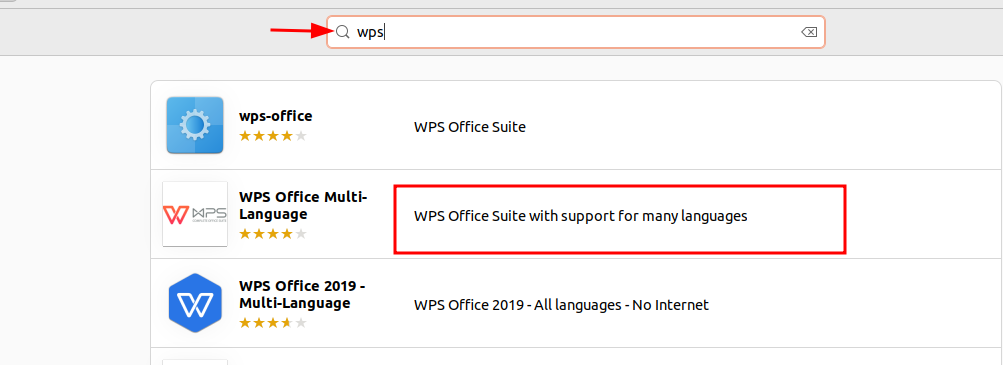 wps
wps-office
WPS Office Suite
WPS Office Multi-
Language
WPS Office Suite with support for many languages
WPS
WPS Office 2019 -
Multi-Language
WPS Office 2019 - All languages - No Internet